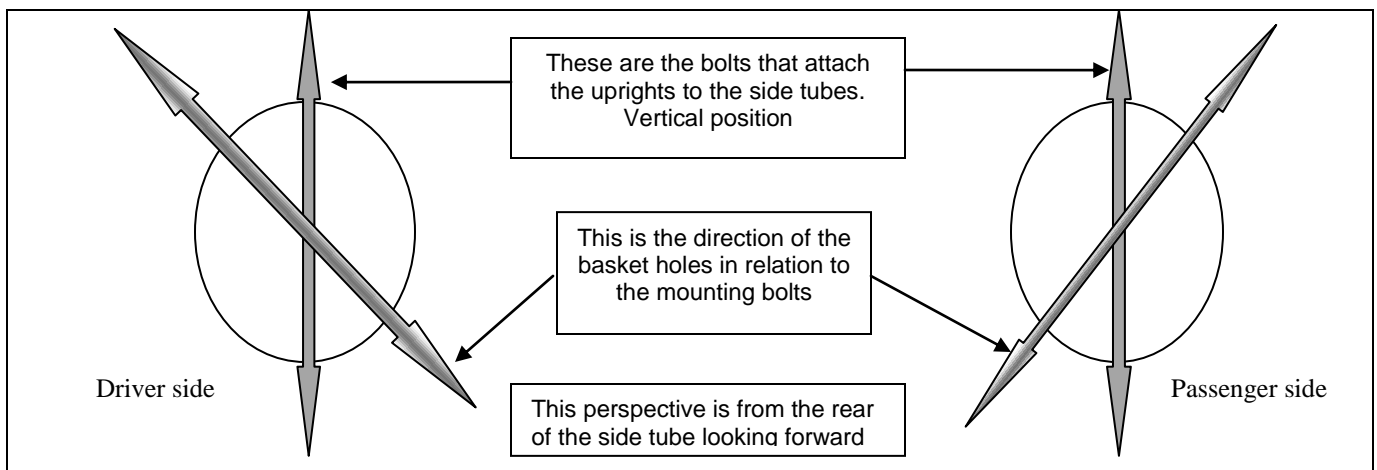 These are the bolts that attach
the uprights to the side tubes.
Vertical position
This is the direction of the
basket holes in relation to
the mounting bolts
Driver side
Passenger side
This perspective is from the rear
of the side tube looking forward